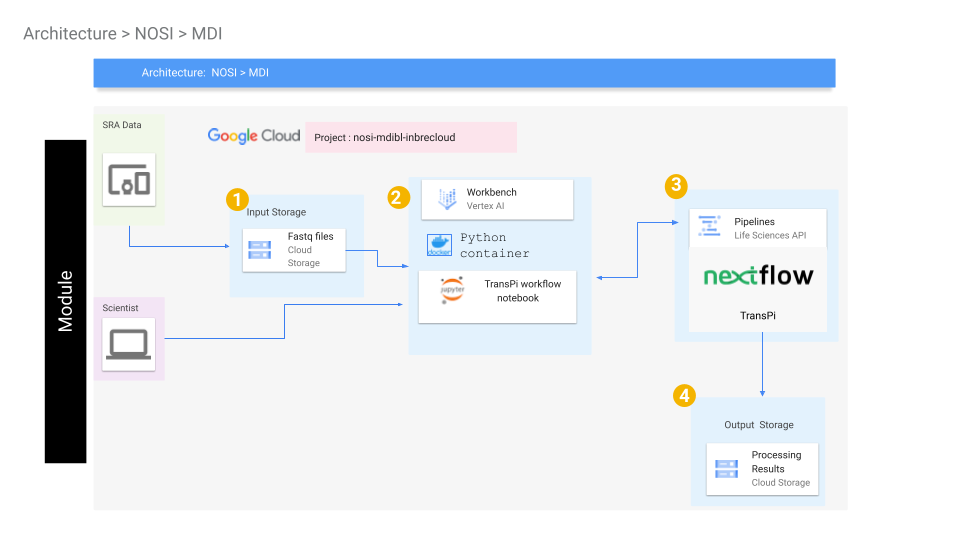 Architecture > NOSI > MDI
Architecture: NOSI > MDI
SRA Data
Google Cloud
Project : nosi-mdibl-inbrecloud
1
Input Storage
Fastq files
Cloud
Storage
2
Workbench
Vertex AI
docker
Python
container
jupyter
TransPi workflow
notebook
3
Pipelines
Life Sciences API
nextflow
TransPi
Module
Scientist
4
Output Storage
Processing
Results
Cloud Storage